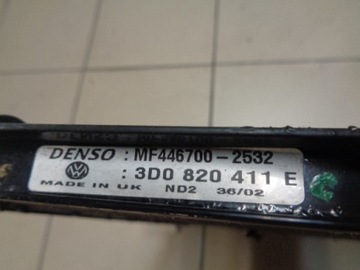 DENSO : MF446700-2532
: 3D0 820 411 E
MADE IN UK ND2 36/02